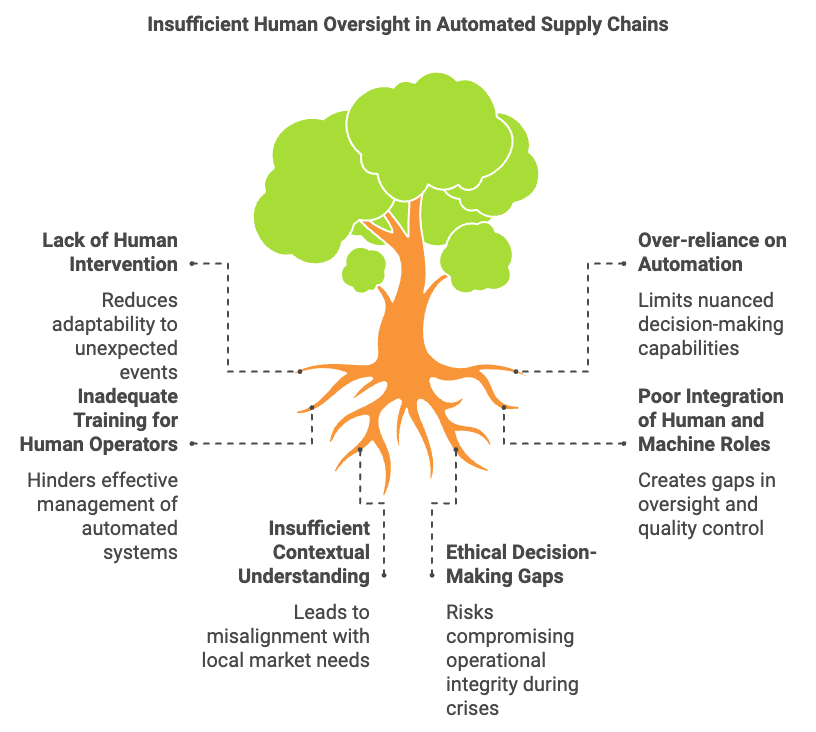 Insufficient Human Oversight in Automated Supply Chains
Lack of Human
Intervention
Reduces
adaptability to
unexpected
events
Inadequate
Training for
Human Operators
Hinders effective
management of
automated
systems
Insufficient
Contextual
Understanding
Leads to
misalignment with
local market needs
Ethical Decision-
Making Gaps
Risks
compromising
operational
integrity during
crises
Over-reliance on
Automation
Limits nuanced
decision-making
capabilities
Poor Integration
of Human and
Machine Roles
Creates gaps in
oversight and
quality control